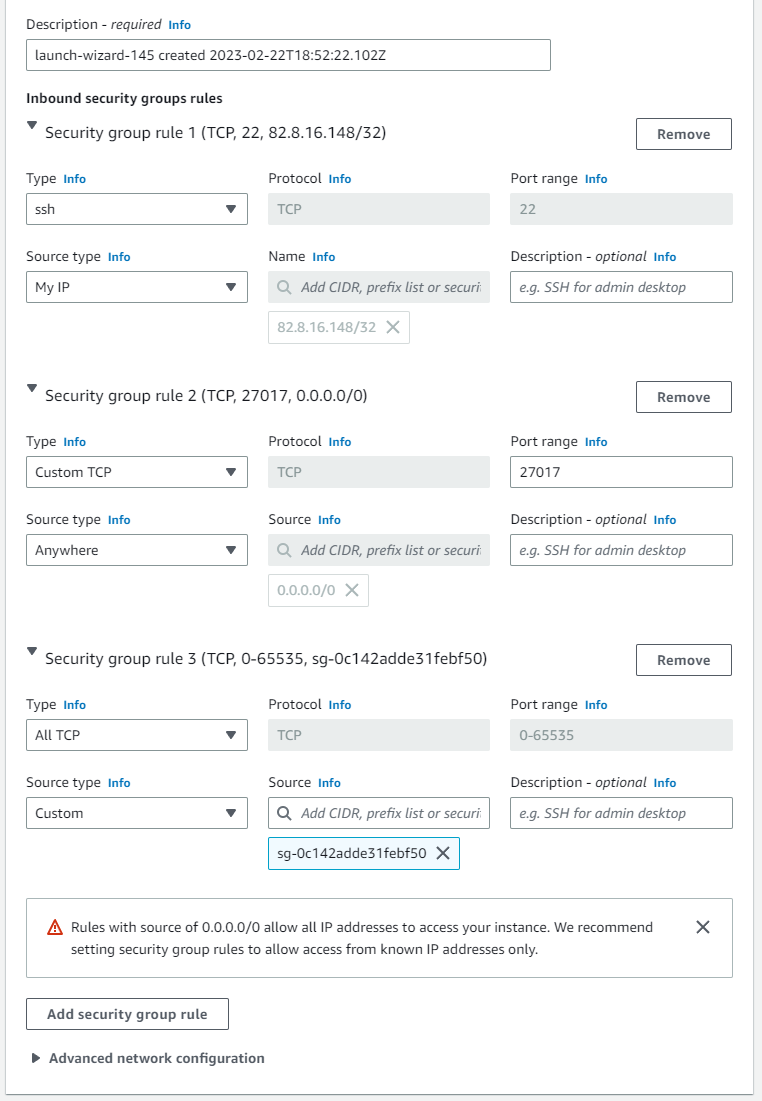 Description - required Info
launch-wizard-145 created 2023-02-22T18:52:22.102Z
Inbound security groups rules
Security group rule 1 (TCP, 22, 82.8.16.148/32)
Remove
Type Info
Protocol Info
Port range Info
ssh
TCP
22
Source type Info
Name Info
Description - optional Info
My IP
Add CIDR, prefix list or securi
e.g. SSH for admin desktop
82.8.16.148/32
Security group rule 2 (TCP, 27017, 0.0.0.0/0)
Remove
Type Info
Protocol Info
Port range Info
Custom TCP
TCP
27017
Source type Info
Source Info
Description - optional Info
Anywhere
Add CIDR, prefix list or securi
e.g. SSH for admin desktop
0.0.0.0/0
Security group rule 3 (TCP, 0-65535, sg-0c142adde31febf50)
Remove
Type Info
Protocol Info
Port range Info
All TCP
TCP
0-65535
Source type Info
Source Info
Description - optional Info
Custom
Add CIDR, prefix list or securi
e.g. SSH for admin desktop
sg-0c142adde31febf50
Rules with source of 0.0.0.0/0 allow all IP addresses to access your instance. We recommend
setting security group rules to allow access from known IP addresses only.
Add security group rule
Advanced network configuration